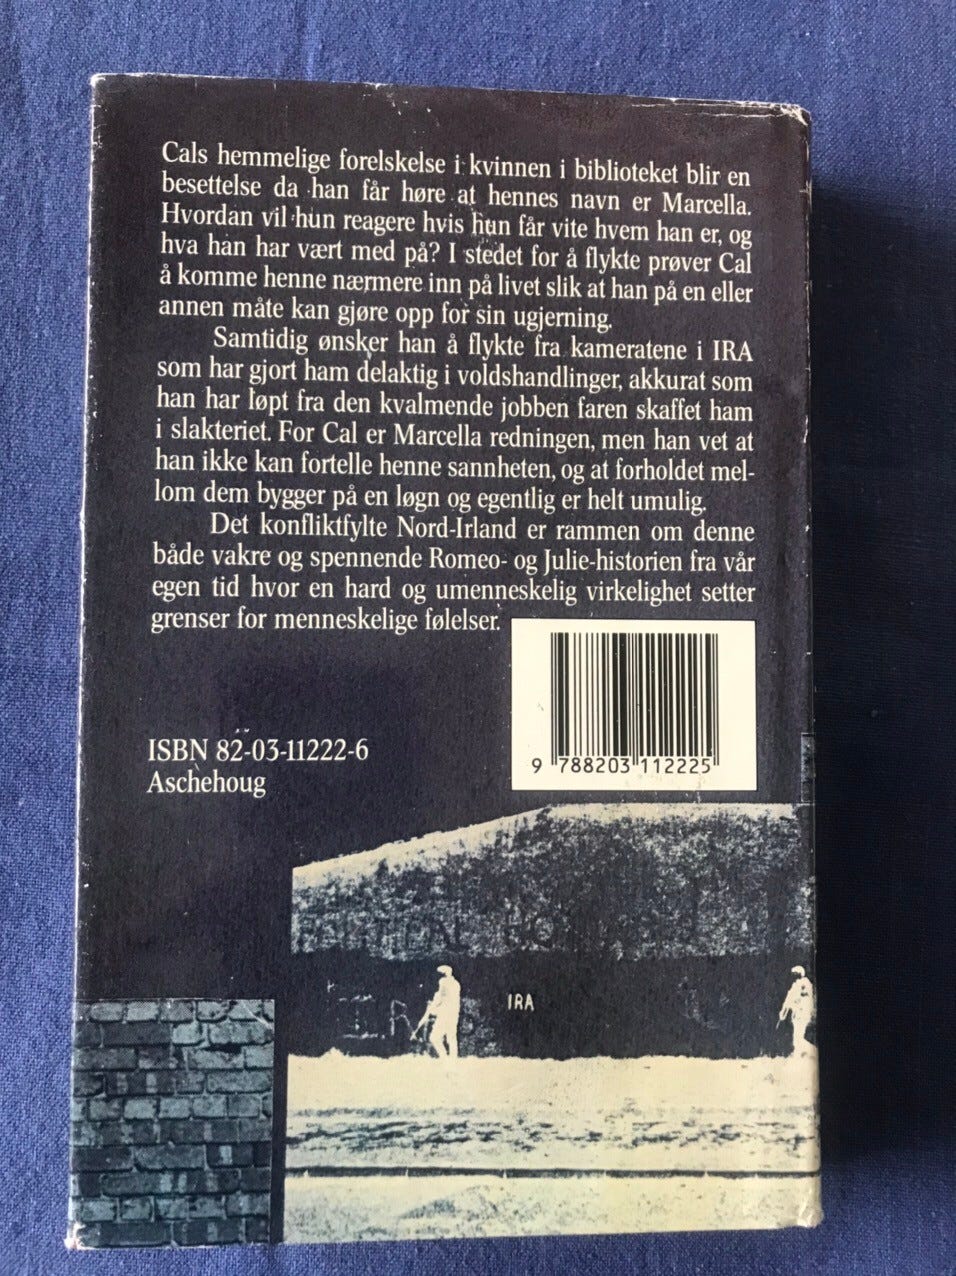 Cals hemmelige forelskelse i kvinnen i biblioteket blir en
besettelse da han får høre at hennes navn er Marcella.
Hvordan vil hun reagere hvis hun får vite hvem han er, og
hva han har vært med på? I stedet for å flykte prøver Cal
å komme henne nærmere inn på livet slik at han på en eller
annen måte kan gjøre opp for sin ugjerning.
Samtidig ønsker han å flykte fra kameratene i IRA
som har gjort ham delaktig i voldshandlinger, akkurat som
han har løpt fra den kvalmende jobben faren skaffet ham
i slakteriet. For Cal er Marcella redningen, men han vet at
han ikke kan fortelle henne sannheten, og at forholdet mel-
lom dem bygger på en løgn og egentlig er helt umulig.
Det konfliktfylte Nord-Irland er rammen om denne
både vakre og spennende Romeo- og Julie-historien fra vår
egen tid hvor en hard og umenneskelig virkelighet setter
grenser for menneskelige følelser.
ISBN 82-03-11222-6
Aschehoug
9 788203 112225
IRA